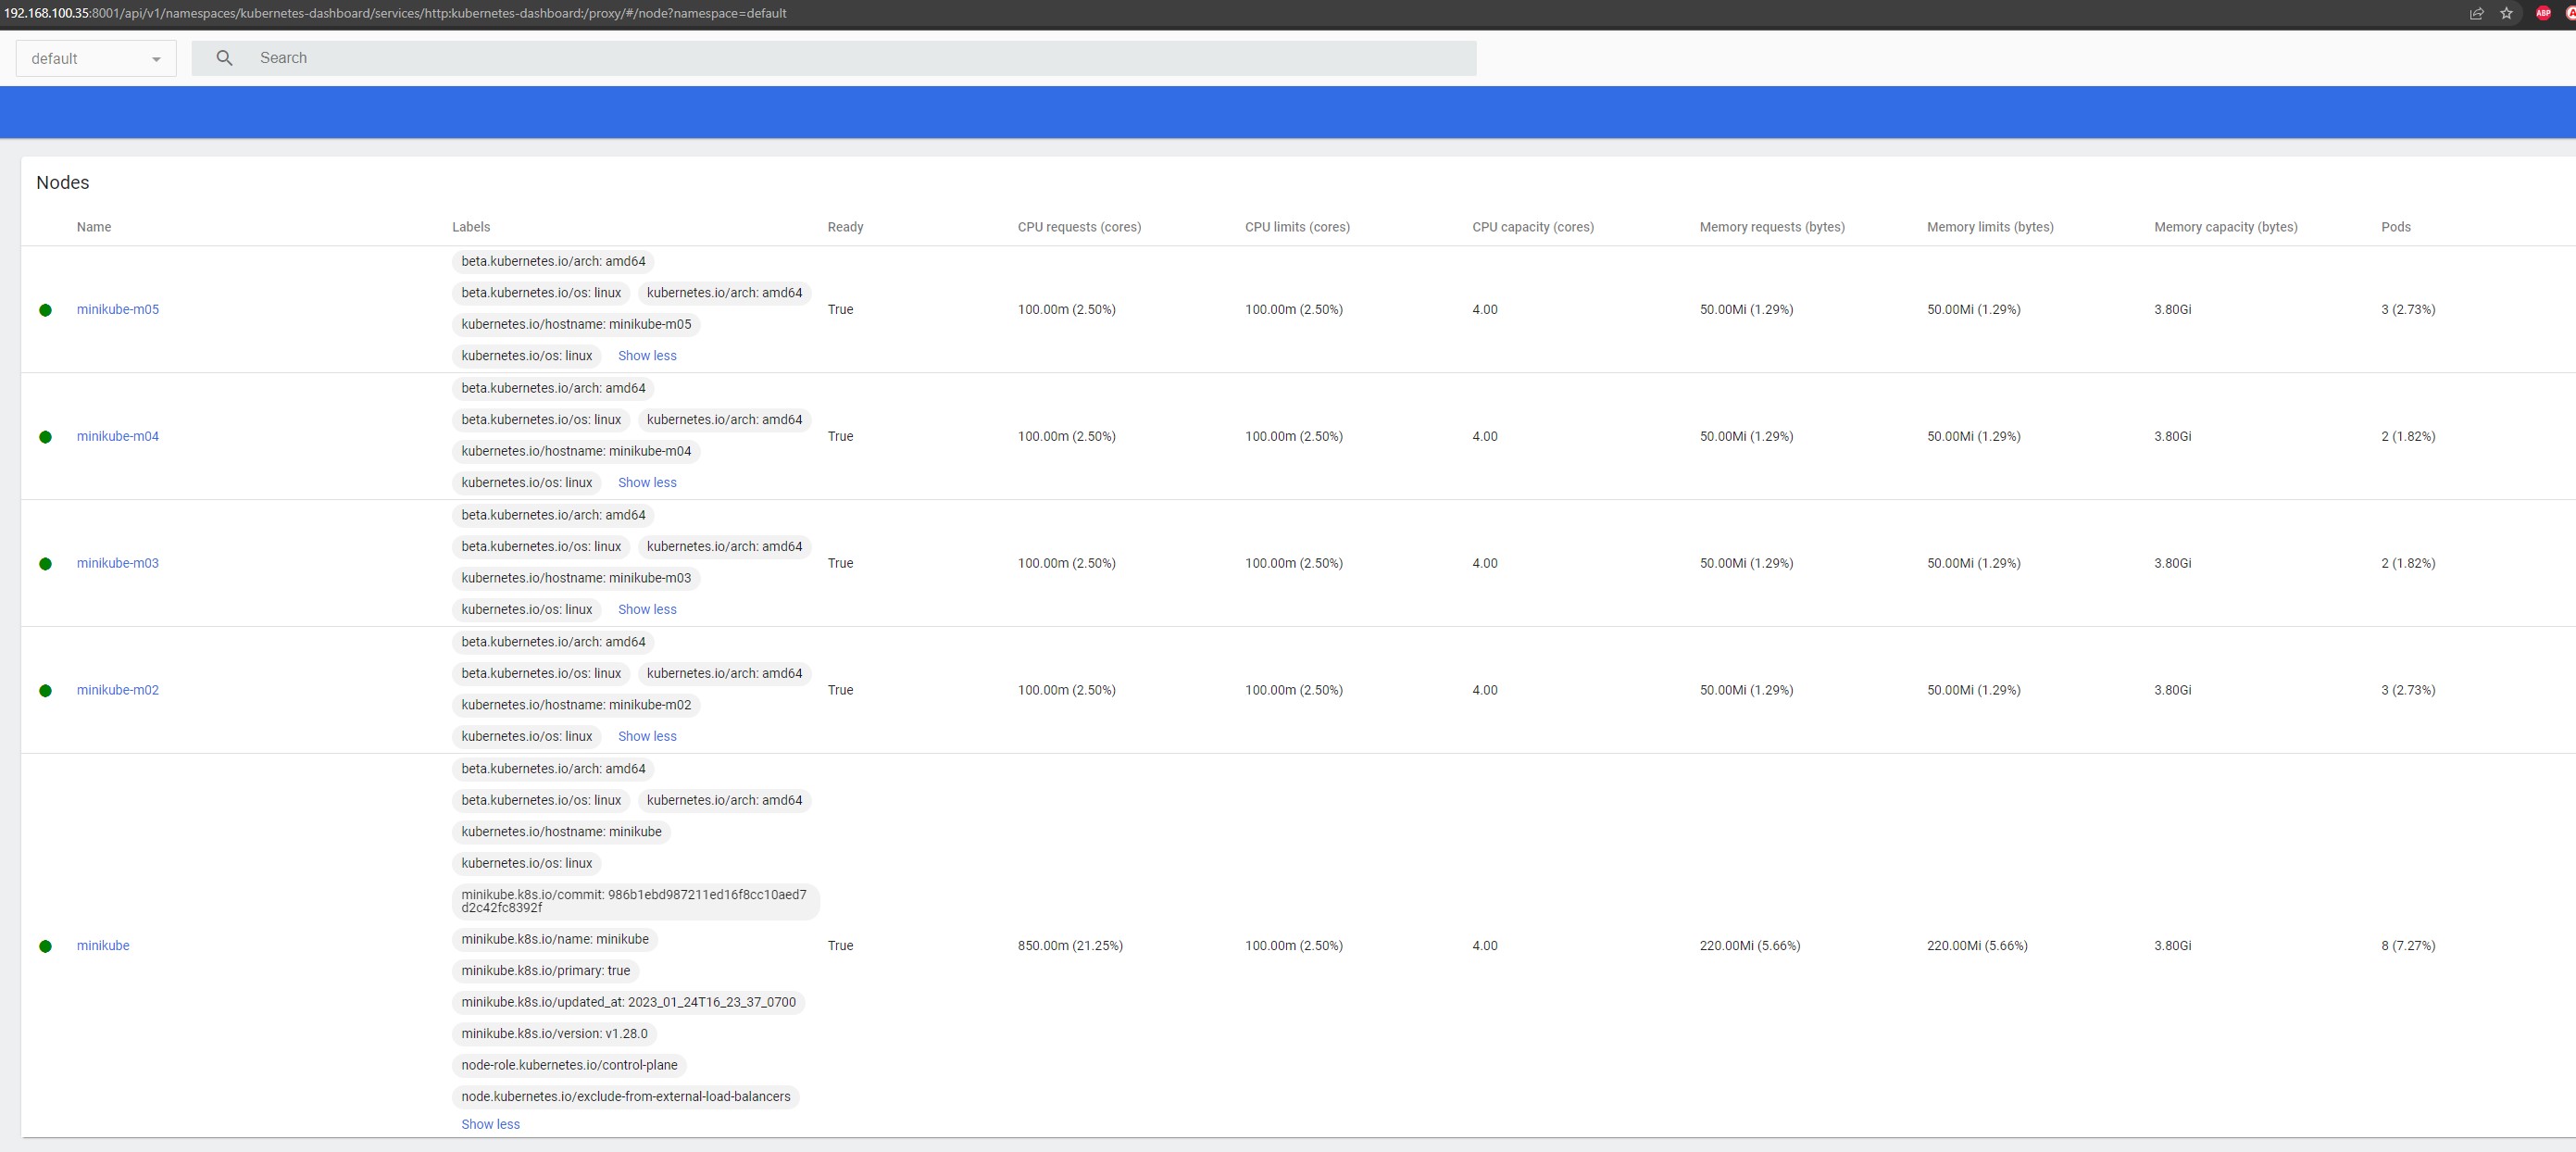 192.168.100.35:8001/api/v1/namespaces/kubernetes-dashboard/services/http:kubernetes-dashboard:/proxy/#/node?namespace=default
ABP
default
Search
Nodes
Name Labels Ready CPU requests (cores) CPU limits (cores) CPU capacity (cores) Memory requests (bytes) Memory limits (bytes) Memory capacity (bytes) Pods
beta.kubernetes.io/arch: amd64
beta.kubernetes.io/os: linux kubernetes.io/arch: amd64
minikube-m05 True 100.00m (2.50%) 100.00m (2.50%) 4.00 50.00Mi (1.29%) 50.00Mi (1.29%) 3.80Gi 3 (2.73%)
kubernetes.io/hostname: minikube-m05
kubernetes.io/os: linux Show less
beta.kubernetes.io/arch: amd64
beta.kubernetes.io/os: linux kubernetes.io/arch: amd64
minikube-m04 True 100.00m (2.50%) 100.00m (2.50%) 4.00 50.00Mi (1.29%) 50.00Mi (1.29%) 3.80Gi 2 (1.82%)
kubernetes.io/hostname: minikube-m04
kubernetes.io/os: linux Show less
beta.kubernetes.io/arch: amd64
beta.kubernetes.io/os: linux kubernetes.io/arch: amd64
minikube-m03 True 100.00m (2.50%) 100.00m (2.50%) 4.00 50.00Mi (1.29%) 50.00Mi (1.29%) 3.80Gi 2 (1.82%)
kubernetes.io/hostname: minikube-m03
kubernetes.io/os: linux Show less
beta.kubernetes.io/arch: amd64
beta.kubernetes.io/os: linux kubernetes.io/arch: amd64
minikube-m02 True 100.00m (2.50%) 100.00m (2.50%) 4.00 50.00Mi (1.29%) 50.00Mi (1.29%) 3.80Gi 3 (2.73%)
kubernetes.io/hostname: minikube-m02
kubernetes.io/os: linux Show less
beta.kubernetes.io/arch: amd64
beta.kubernetes.io/os: linux kubernetes.io/arch: amd64
kubernetes.io/hostname: minikube
kubernetes.io/os: linux
minikube.k8s.io/commit: 986b1ebd987211ed16f8cc10aed7
d2c42fc8392f
minikube.k8s.io/name: minikube
minikube True 850.00m (21.25%) 100.00m (2.50%) 4.00 220.00Mi (5.66%) 220.00Mi (5.66%) 3.80Gi 8 (7.27%)
minikube.k8s.io/primary: true
minikube.k8s.io/updated_at: 2023_01_24T16_23_37_0700
minikube.k8s.io/version: v1.28.0
node-role.kubernetes.io/control-plane
node.kubernetes.io/exclude-from-external-load-balancers
Show less